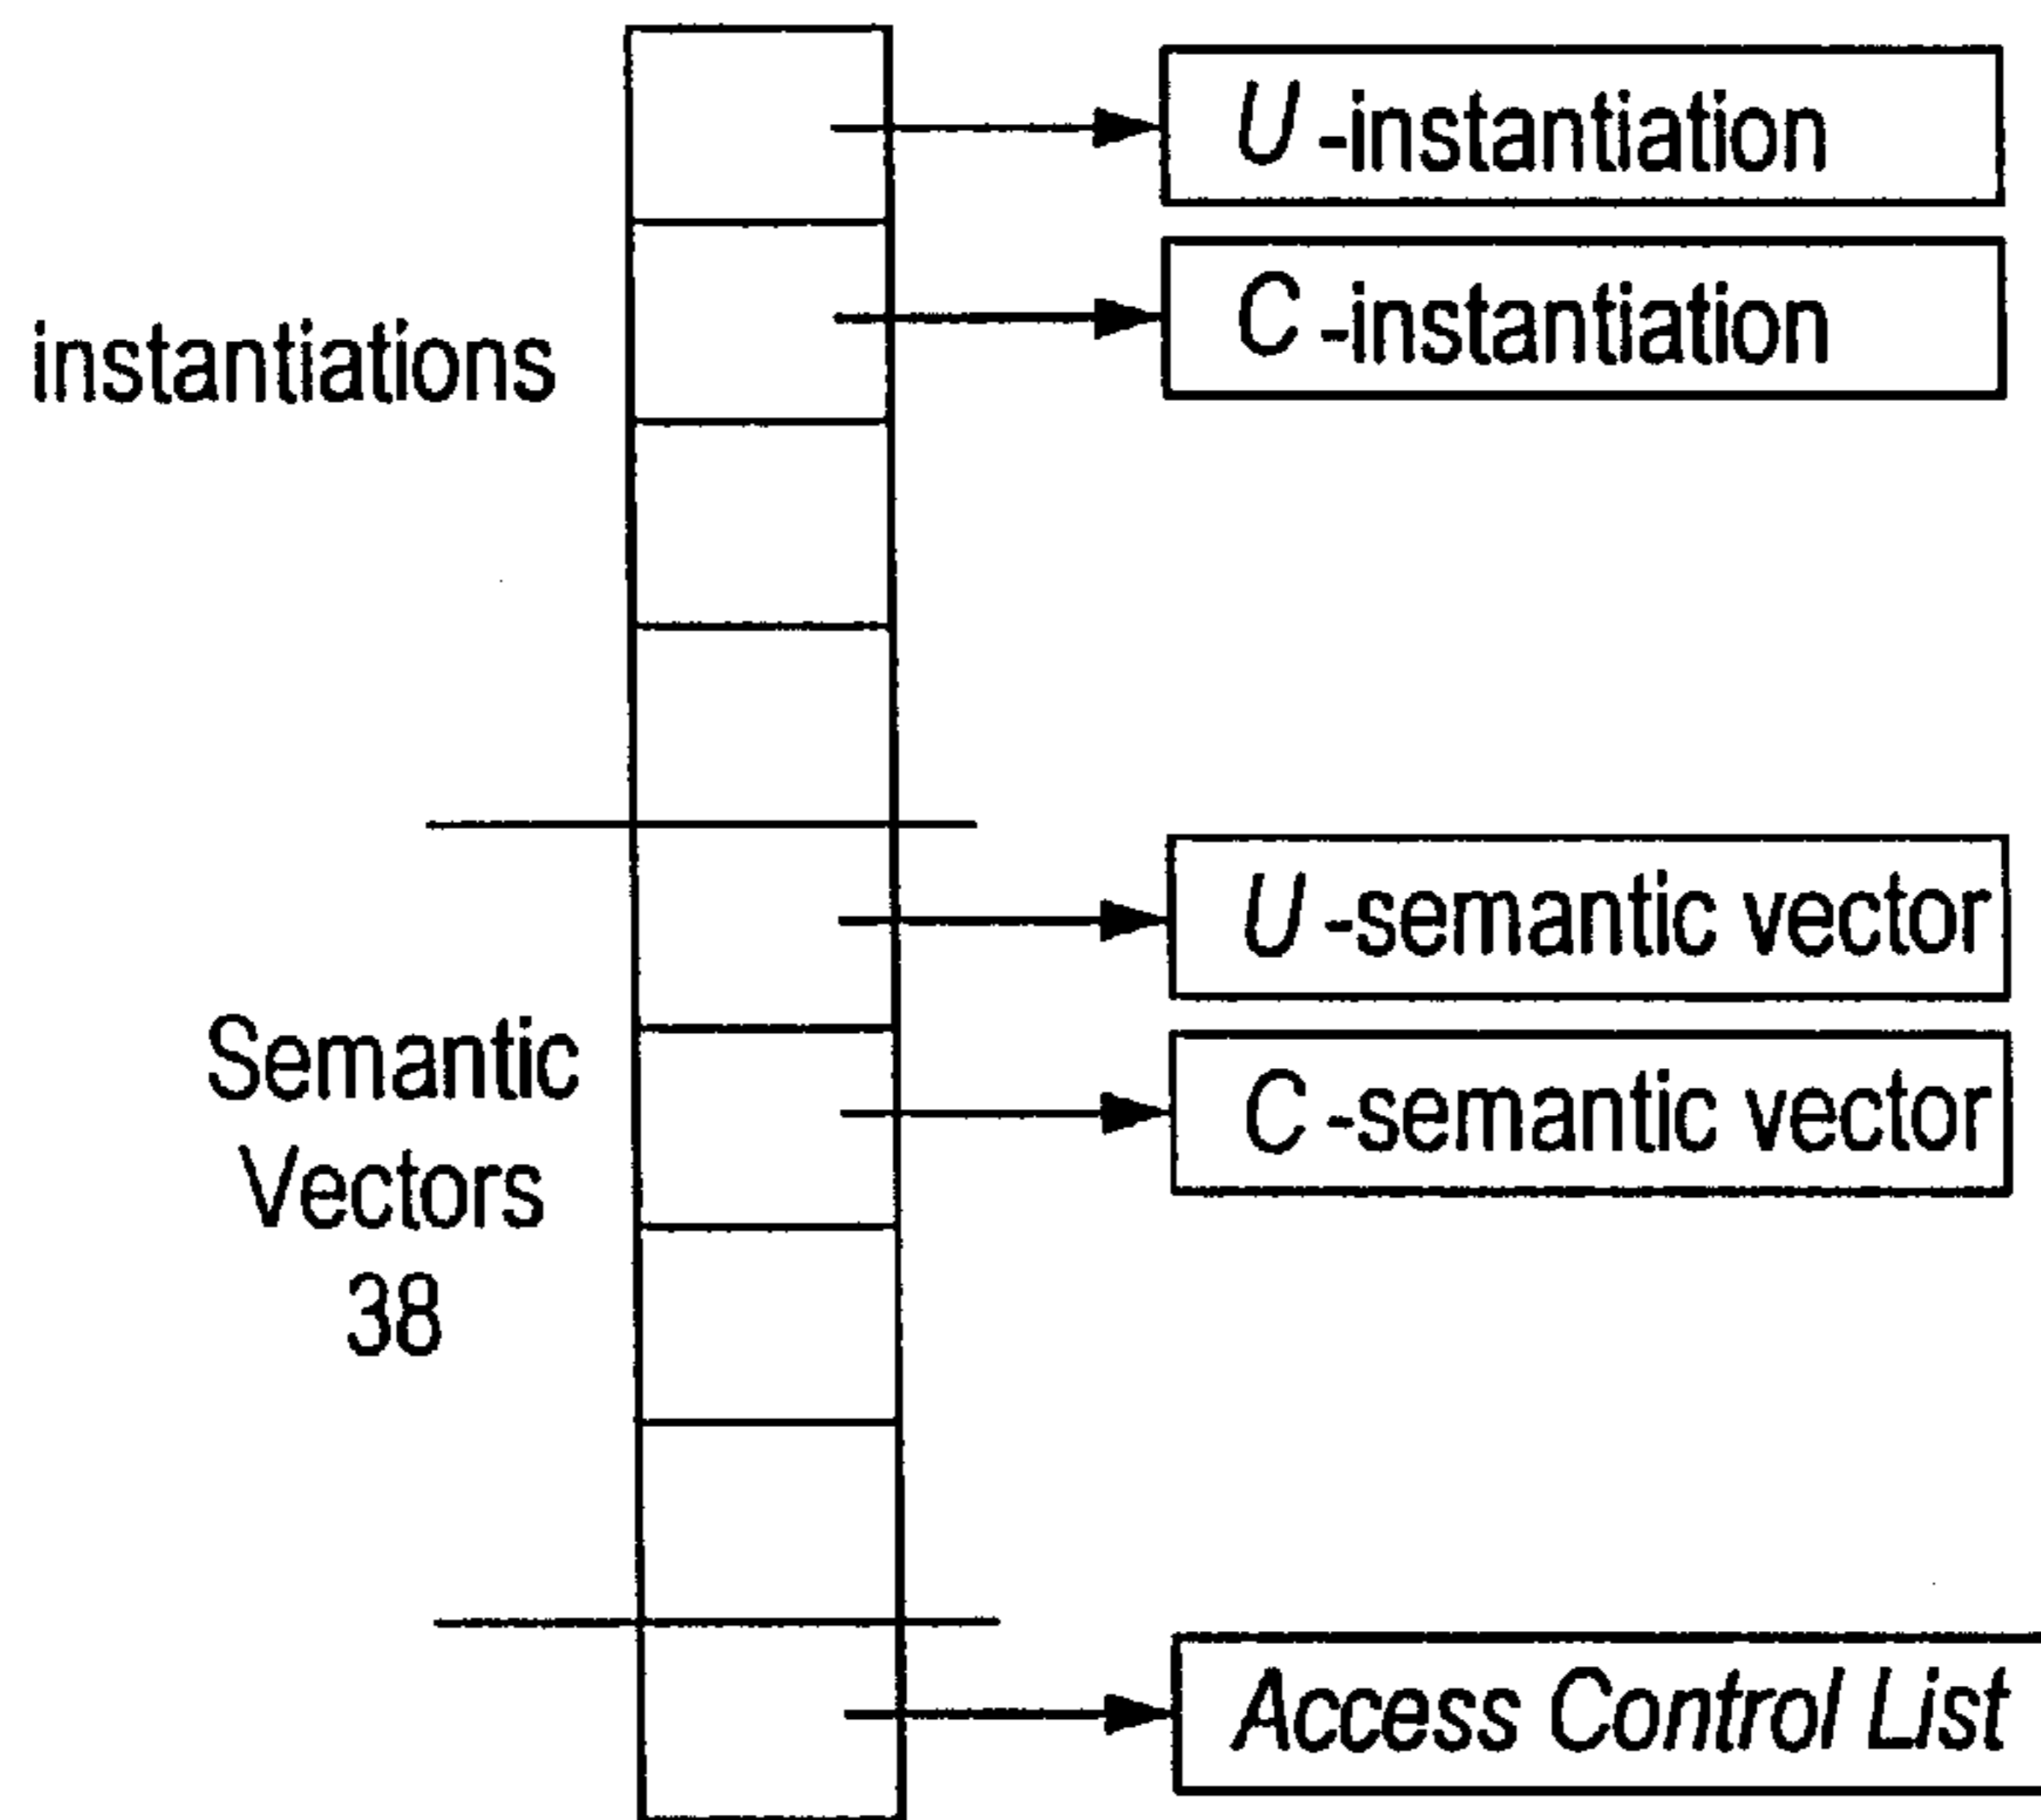 U -instantiation
C -instantiation
instantiations
U -semantic vector
C -semantic vector
Semantic
Vectors
38
Access Control List